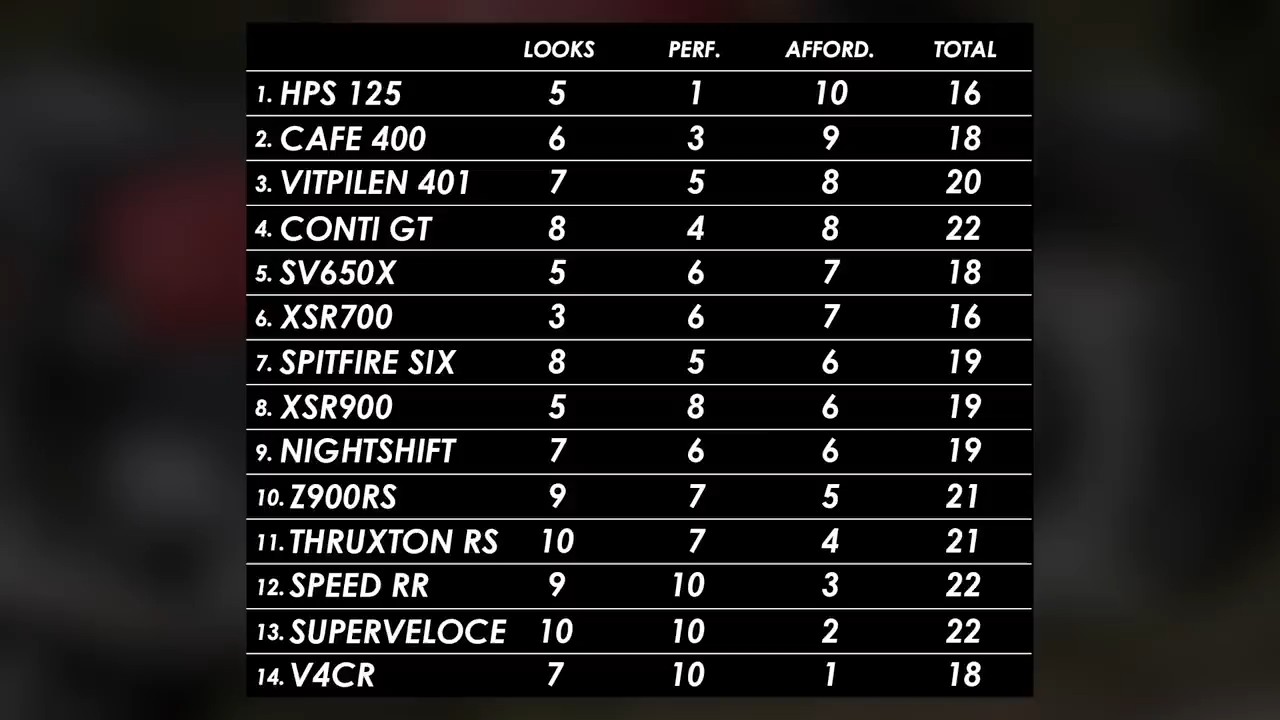 LOOKS PERF. AFFORD. TOTAL
1. HPS 125 5 1 10 16
2. CAFE 400 6 3 9 18
3. VITPILEN 401 7 5 8 20
4. CONTI GT 8 4 8 22
5. SV650X 5 6 7 18
6. XSR700 3 6 7 16
7. SPITFIRE SIX 8 5 6 19
8. XSR900 5 8 6 19
9. NIGHTSHIFT 7 6 6 19
10. Z900RS 9 7 5 21
11. THRUXTON RS 10 7 4 21
12. SPEED RR 9 10 3 22
13. SUPERVELOCE 10 10 2 22
14. V4CR 7 10 1 18